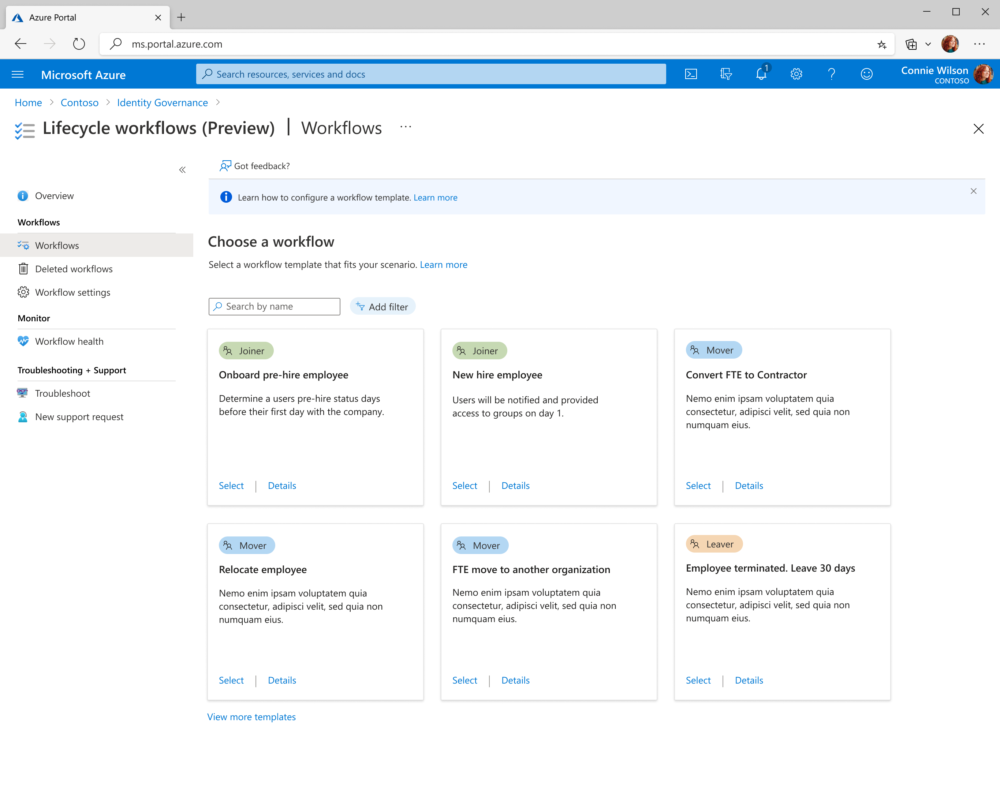 Azure Portal
ms.portal.azure.com
Microsoft Azure
Search resources, services and docs
1
Connie Wilson
CONTOSO
Home > Contoso > Identity Governance >
Lifecycle workflows (Preview) | Workflows ...
Got feedback?
Learn how to configure a workflow template. Learn more
Overview
Workflows
Workflows
Deleted workflows
Workflow settings
Monitor
Workflow health
Troubleshooting + Support
Troubleshoot
New support request
Choose a workflow
Select a workflow template that fits your scenario. Learn more
Search by name
Add filter
Joiner
Onboard pre-hire employee
Determine a users pre-hire status days
before their first day with the company.
Select | Details
Joiner
New hire employee
Users will be notified and provided
access to groups on day 1.
Select | Details
Mover
Convert FTE to Contractor
Nemo enim ipsam voluptatem quia
consectetur, adipisci velit, sed quia non
numquam eius.
Select | Details
Mover
Relocate employee
Nemo enim ipsam voluptatem quia
consectetur, adipisci velit, sed quia non
numquam eius.
Select | Details
Mover
FTE move to another organization
Nemo enim ipsam voluptatem quia
consectetur, adipisci velit, sed quia non
numquam eius.
Select | Details
Leaver
Employee terminated. Leave 30 days
Nemo enim ipsam voluptatem quia
consectetur, adipisci velit, sed quia non
numquam eius.
Select | Details
View more templates